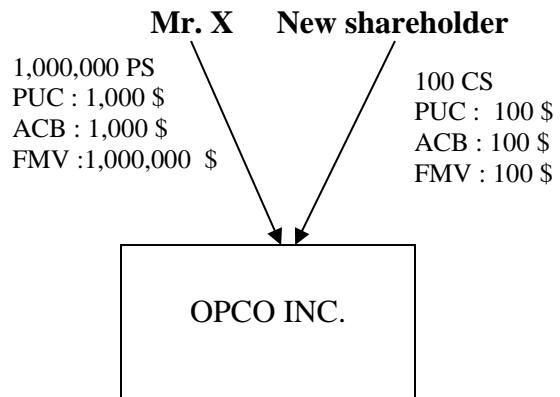 Mr. X New shareholder
1,000,000 PS
PUC : 1,000 $
ACB : 1,000 $
FMV :1,000,000 $
100 CS
PUC : 100 $
ACB : 100 $
FMV : 100 $
OPCO INC.